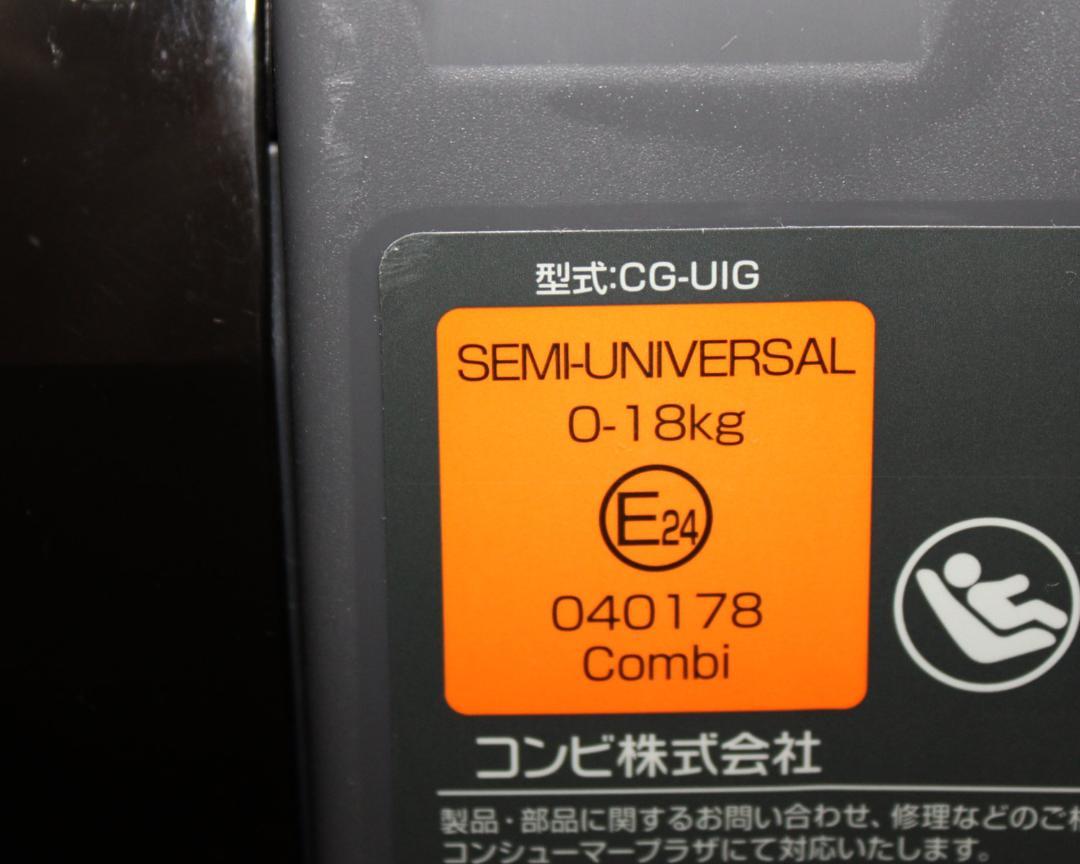 型式:CG-UIG
SEMI-UNIVERSAL
0-18kg
E24
040178
Combi
コンビ株式会社
製品・部品に関するお問い合わせ、修理などのご
コンシューマープラザにて対応いたします。